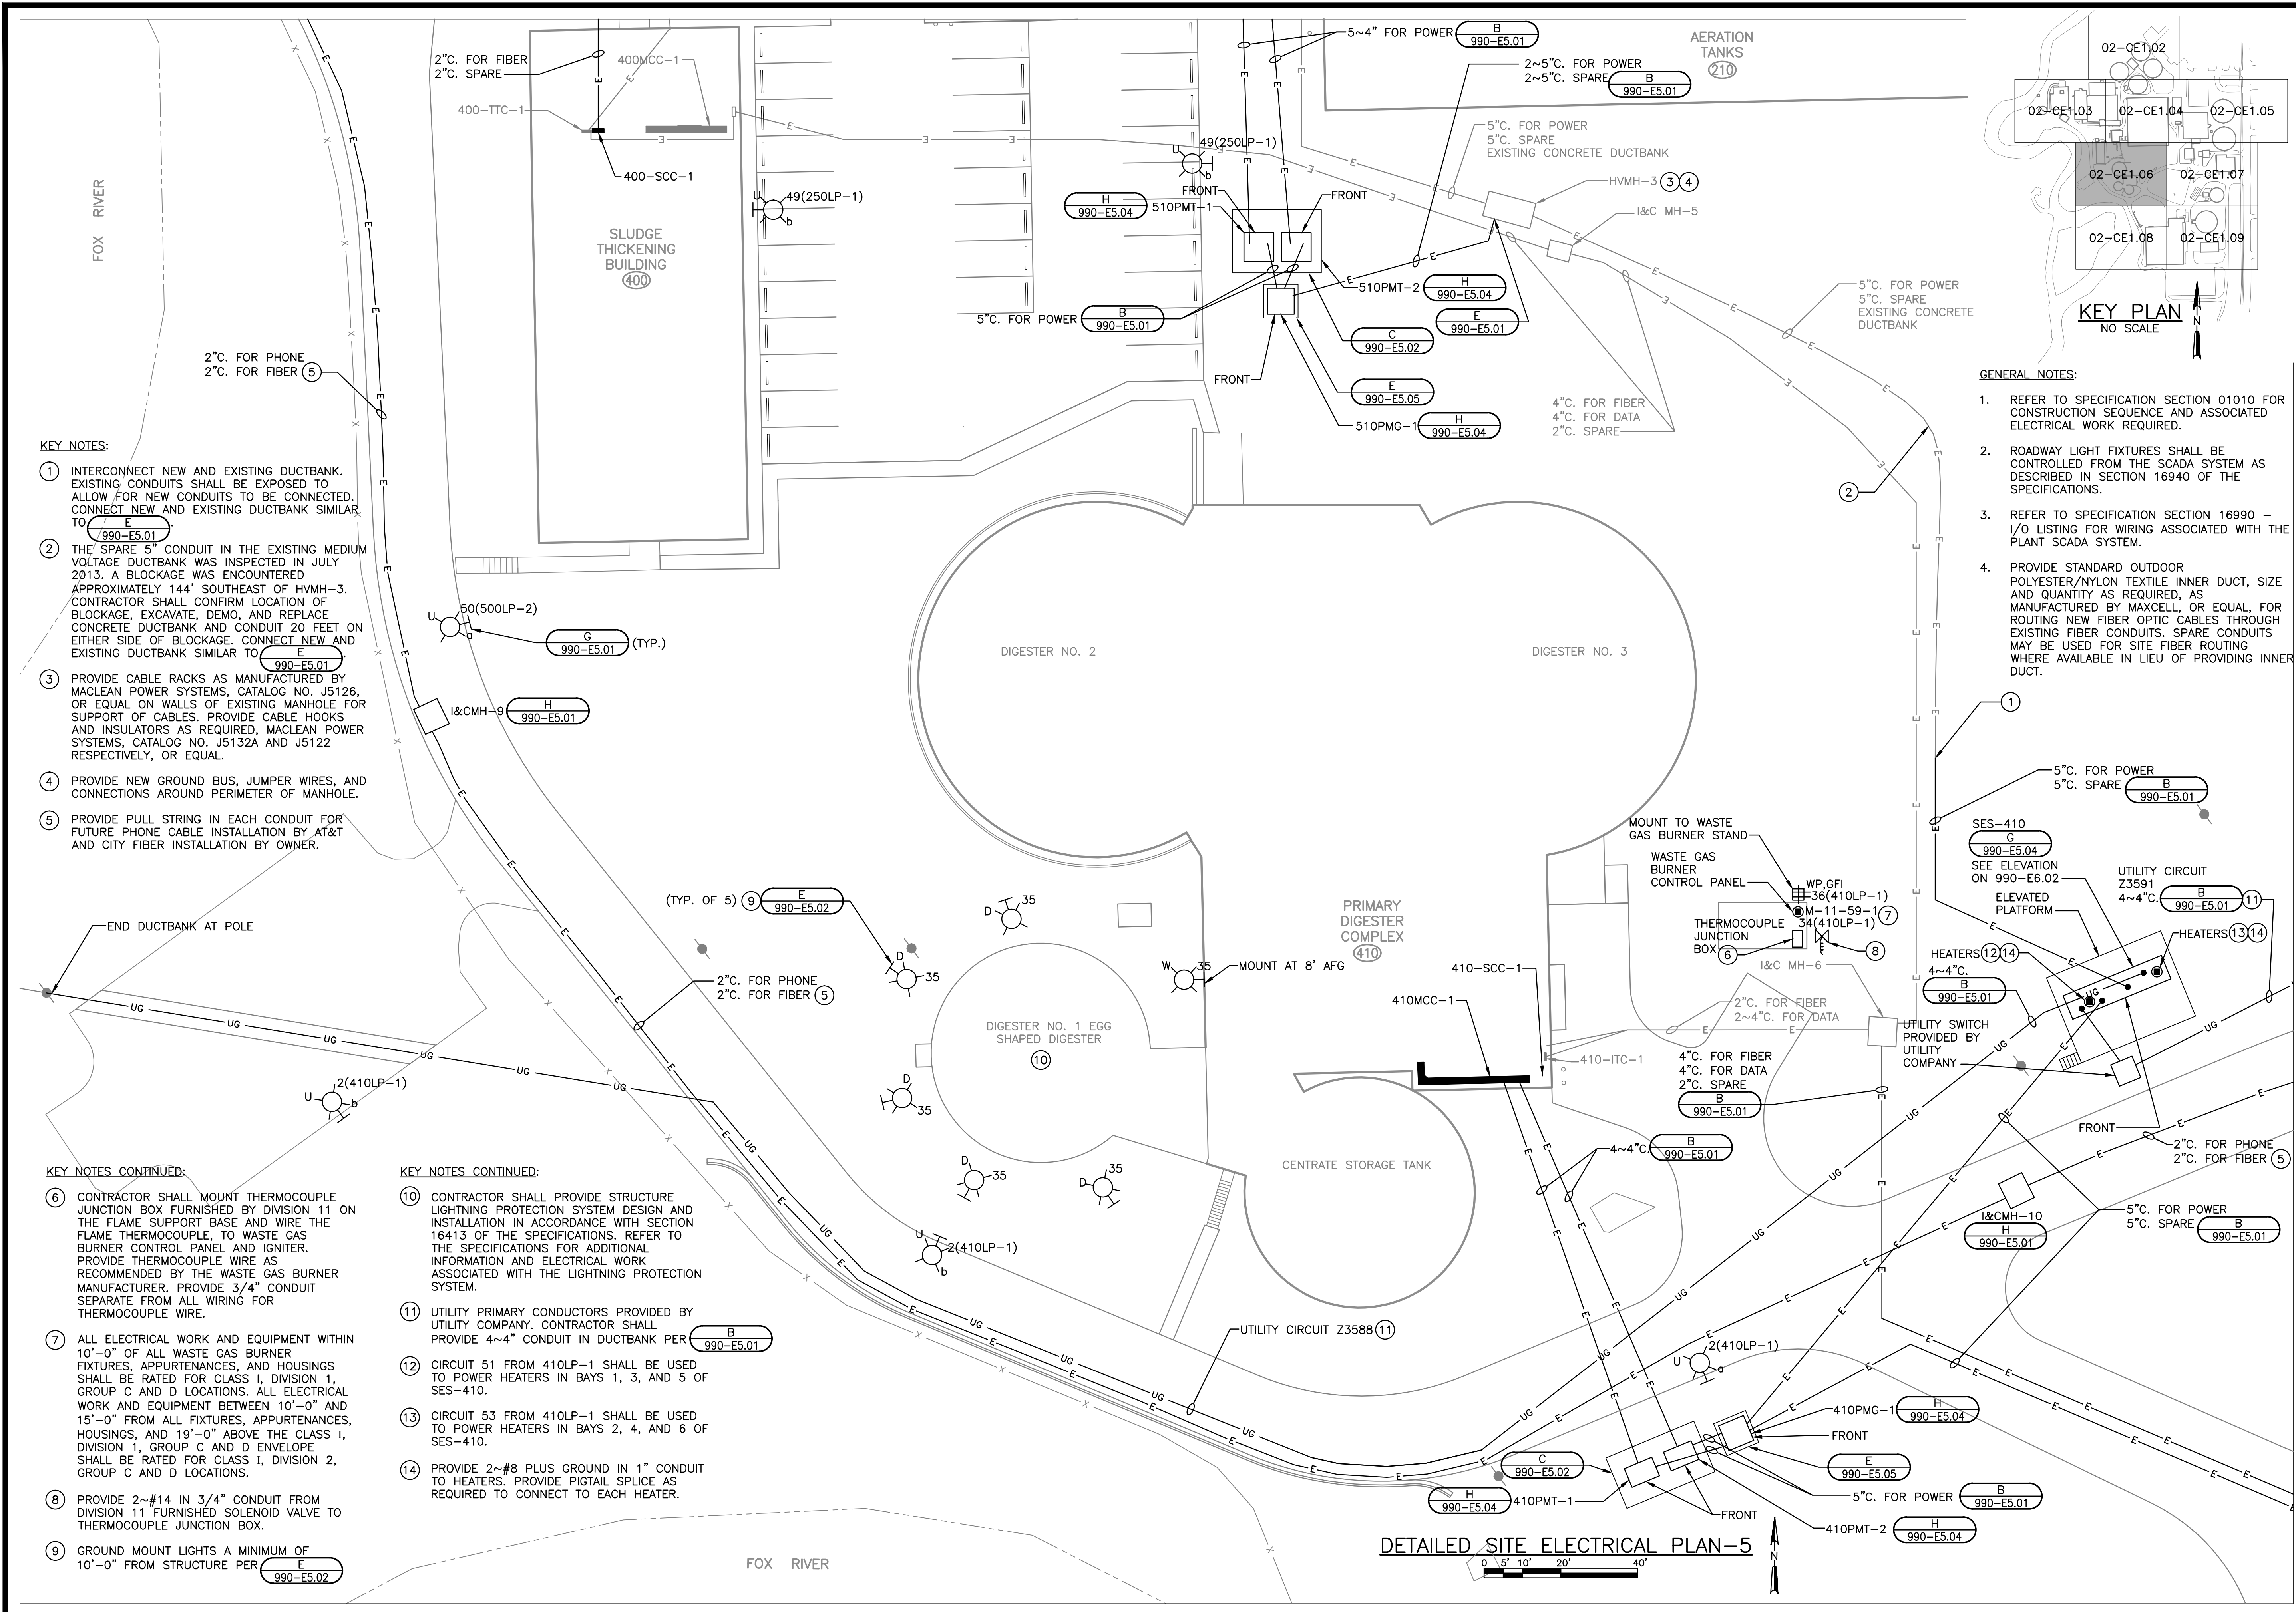 2"C. FOR FIBER
2"C. SPARE
400MCC-1
400-TTC-1
400-SCC-1
49(250LP-1)
U
b
SLUDGE
THICKENING
BUILDING
400
FOX RIVER
2"C. FOR PHONE
2"C. FOR FIBER 5
5~4" FOR POWER B
990-E5.01
2~5"C. FOR POWER
2~5"C. SPARE B
990-E5.01
AERATION
TANKS
210
5"C. FOR POWER
5"C. SPARE
EXISTING CONCRETE DUCTBANK
49(250LP-1)
U
b
FRONT
FRONT
H
990-E5.04
510PMT-1
HVMH-3 3 4
I&C MH-5
510PMT-2 H
990-E5.04
E
990-E5.01
5"C. FOR POWER B
990-E5.01
C
990-E5.02
FRONT
E
990-E5.05
510PMG-1 H
990-E5.04
4"C. FOR FIBER
4"C. FOR DATA
2"C. SPARE
5"C. FOR POWER
5"C. SPARE
EXISTING CONCRETE
DUCTBANK
2
02-CE1.02
02-CE1.03
02-CE1.04
02-CE1.05
02-CE1.06
02-CE1.07
02-CE1.08
02-CE1.09
KEY PLAN
NO SCALE
N
GENERAL NOTES:
1. REFER TO SPECIFICATION SECTION 01010 FOR
CONSTRUCTION SEQUENCE AND ASSOCIATED
ELECTRICAL WORK REQUIRED.
2. ROADWAY LIGHT FIXTURES SHALL BE
CONTROLLED FROM THE SCADA SYSTEM AS
DESCRIBED IN SECTION 16940 OF THE
SPECIFICATIONS.
3. REFER TO SPECIFICATION SECTION 16990 –
I/O LISTING FOR WIRING ASSOCIATED WITH THE
PLANT SCADA SYSTEM.
4. PROVIDE STANDARD OUTDOOR
POLYESTER/NYLON TEXTILE INNER DUCT, SIZE
AND QUANTITY AS REQUIRED, AS
MANUFACTURED BY MAXCELL, OR EQUAL, FOR
ROUTING NEW FIBER OPTIC CABLES THROUGH
EXISTING FIBER CONDUITS. SPARE CONDUITS
MAY BE USED FOR SITE FIBER ROUTING
WHERE AVAILABLE IN LIEU OF PROVIDING INNER
DUCT.
KEY NOTES:
1 INTERCONNECT NEW AND EXISTING DUCTBANK.
EXISTING CONDUITS SHALL BE EXPOSED TO
ALLOW FOR NEW CONDUITS TO BE CONNECTED.
CONNECT NEW AND EXISTING DUCTBANK SIMILAR
TO E
990-E5.01 .
2 THE SPARE 5" CONDUIT IN THE EXISTING MEDIUM
VOLTAGE DUCTBANK WAS INSPECTED IN JULY
2013. A BLOCKAGE WAS ENCOUNTERED
APPROXIMATELY 144' SOUTHEAST OF HVMH-3.
CONTRACTOR SHALL CONFIRM LOCATION OF
BLOCKAGE, EXCAVATE, DEMO, AND REPLACE
CONCRETE DUCTBANK AND CONDUIT 20 FEET ON
EITHER SIDE OF BLOCKAGE. CONNECT NEW AND
EXISTING DUCTBANK SIMILAR TO E
990-E5.01 .
3 PROVIDE CABLE RACKS AS MANUFACTURED BY
MACLEAN POWER SYSTEMS, CATALOG NO. J5126,
OR EQUAL ON WALLS OF EXISTING MANHOLE FOR
SUPPORT OF CABLES. PROVIDE CABLE HOOKS
AND INSULATORS AS REQUIRED, MACLEAN POWER
SYSTEMS, CATALOG NO. J5132A AND J5122
RESPECTIVELY, OR EQUAL.
4 PROVIDE NEW GROUND BUS, JUMPER WIRES, AND
CONNECTIONS AROUND PERIMETER OF MANHOLE.
5 PROVIDE PULL STRING IN EACH CONDUIT FOR
FUTURE PHONE CABLE INSTALLATION BY AT&T
AND CITY FIBER INSTALLATION BY OWNER.
50(500LP-2)
U
a
G
990-E5.01 (TYP.)
I&CMH-9 H
990-E5.01
DIGESTER NO. 2
DIGESTER NO. 3
1
5"C. FOR POWER
5"C. SPARE B
990-E5.01
SES-410
G
990-E5.04
SEE ELEVATION
ON 990-E6.02
ELEVATED
PLATFORM
UTILITY CIRCUIT
Z3591
4~4"C. B
990-E5.01 11
HEATERS 13 14
HEATERS 12 14
4~4"C.
B
990-E5.01
MOUNT TO WASTE
GAS BURNER STAND
WASTE GAS
BURNER
CONTROL PANEL
WP,GFI
36(410LP-1)
M-11-59-1 7
34(410LP-1)
THERMOCOUPLE
JUNCTION
BOX 6
8
I&C MH-6
PRIMARY
DIGESTER
COMPLEX
410
(TYP. OF 5) 9 E
990-E5.02
D 35
D 35
D 35
D 35
D 35
W 35 MOUNT AT 8' AFG
2"C. FOR PHONE
2"C. FOR FIBER 5
DIGESTER NO. 1 EGG
SHAPED DIGESTER
10
410-SCC-1
410MCC-1
2"C. FOR FIBER
2~4"C. FOR DATA
410-ITC-1
UTILITY SWITCH
PROVIDED BY
UTILITY
COMPANY
4"C. FOR FIBER
4"C. FOR DATA
2"C. SPARE
B
990-E5.01
4~4"C. B
990-E5.01
CENTRATE STORAGE TANK
FRONT
2"C. FOR PHONE
2"C. FOR FIBER 5
I&CMH-10
H
990-E5.01
5"C. FOR POWER
5"C. SPARE B
990-E5.01
END DUCTBANK AT POLE
U 2(410LP-1)
b
U 2(410LP-1)
b
U 2(410LP-1)
a
UTILITY CIRCUIT Z3588 11
KEY NOTES CONTINUED:
6 CONTRACTOR SHALL MOUNT THERMOCOUPLE
JUNCTION BOX FURNISHED BY DIVISION 11 ON
THE FLAME SUPPORT BASE AND WIRE THE
FLAME THERMOCOUPLE, TO WASTE GAS
BURNER CONTROL PANEL AND IGNITER.
PROVIDE THERMOCOUPLE WIRE AS
RECOMMENDED BY THE WASTE GAS BURNER
MANUFACTURER. PROVIDE 3/4" CONDUIT
SEPARATE FROM ALL WIRING FOR
THERMOCOUPLE WIRE.
7 ALL ELECTRICAL WORK AND EQUIPMENT WITHIN
10'-0" OF ALL WASTE GAS BURNER
FIXTURES, APPURTENANCES, AND HOUSINGS
SHALL BE RATED FOR CLASS I, DIVISION 1,
GROUP C AND D LOCATIONS. ALL ELECTRICAL
WORK AND EQUIPMENT BETWEEN 10'-0" AND
15'-0" FROM ALL FIXTURES, APPURTENANCES,
HOUSINGS, AND 19'-0" ABOVE THE CLASS I,
DIVISION 1, GROUP C AND D ENVELOPE
SHALL BE RATED FOR CLASS I, DIVISION 2,
GROUP C AND D LOCATIONS.
8 PROVIDE 2~#14 IN 3/4" CONDUIT FROM
DIVISION 11 FURNISHED SOLENOID VALVE TO
THERMOCOUPLE JUNCTION BOX.
9 GROUND MOUNT LIGHTS A MINIMUM OF
10'-0" FROM STRUCTURE PER E
990-E5.02
KEY NOTES CONTINUED:
10 CONTRACTOR SHALL PROVIDE STRUCTURE
LIGHTNING PROTECTION SYSTEM DESIGN AND
INSTALLATION IN ACCORDANCE WITH SECTION
16413 OF THE SPECIFICATIONS. REFER TO
THE SPECIFICATIONS FOR ADDITIONAL
INFORMATION AND ELECTRICAL WORK
ASSOCIATED WITH THE LIGHTNING PROTECTION
SYSTEM.
11 UTILITY PRIMARY CONDUCTORS PROVIDED BY
UTILITY COMPANY. CONTRACTOR SHALL
PROVIDE 4~4" CONDUIT IN DUCTBANK PER B
990-E5.01
12 CIRCUIT 51 FROM 410LP-1 SHALL BE USED
TO POWER HEATERS IN BAYS 1, 3, AND 5 OF
SES-410.
13 CIRCUIT 53 FROM 410LP-1 SHALL BE USED
TO POWER HEATERS IN BAYS 2, 4, AND 6 OF
SES-410.
14 PROVIDE 2~#8 PLUS GROUND IN 1" CONDUIT
TO HEATERS. PROVIDE PIGTAIL SPLICE AS
REQUIRED TO CONNECT TO EACH HEATER.
FOX RIVER
C
990-E5.02
H
990-E5.04 410PMT-1
410PMG-1 H
990-E5.04
FRONT
E
990-E5.05
5"C. FOR POWER B
990-E5.01
FRONT
410PMT-2 H
990-E5.04
DETAILED SITE ELECTRICAL PLAN-5
0 5' 10' 20' 40'
N